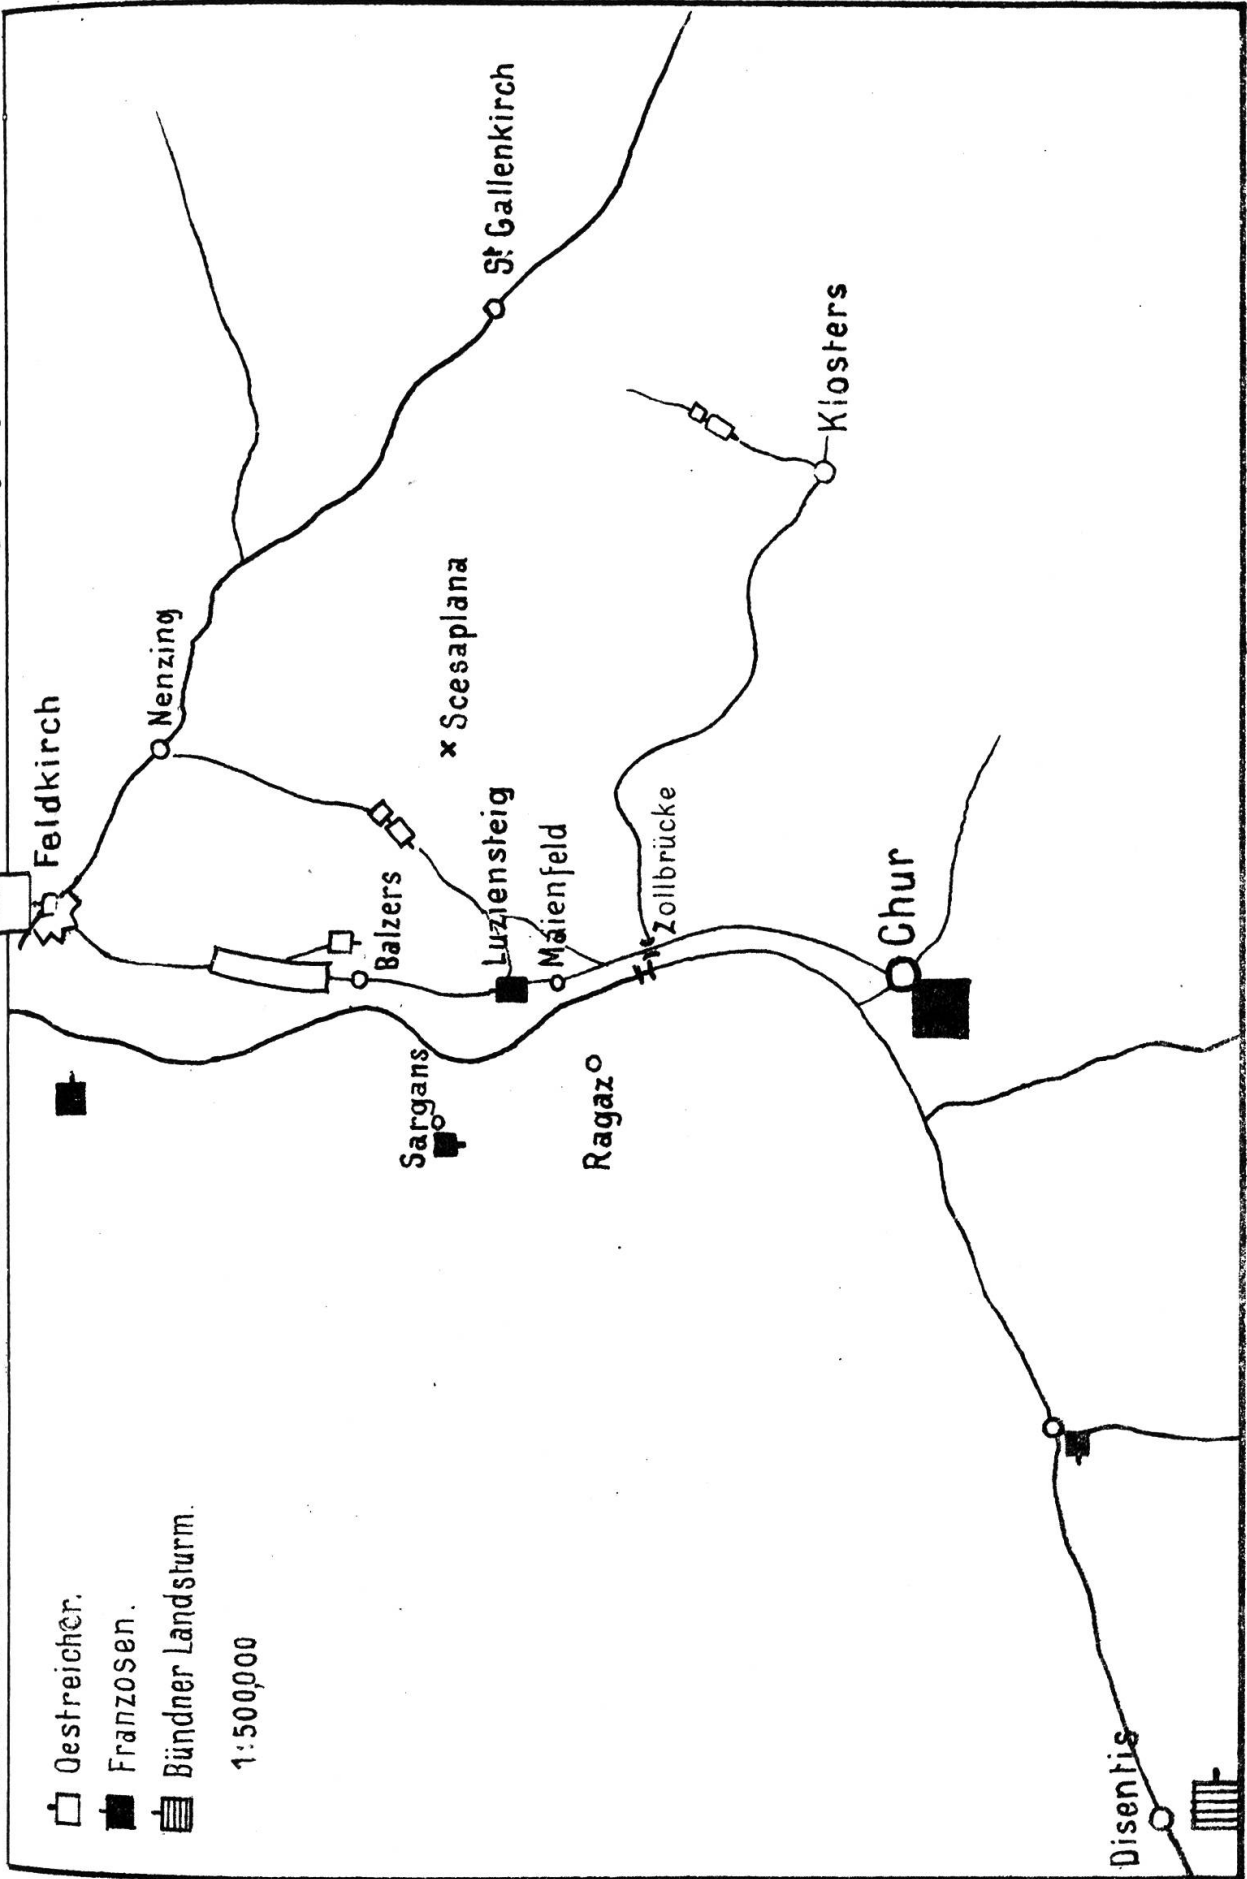 Oestreicher.
Franzosen.
Bündner Landsturm.
1:500,000
Feldkirch
Nenzing
St. Gallenkirch
Balzers
Scesaplana
Luziensteig
Maienfeld
Sargans
Ragaz
Zollbrücke
Klosters
Chur
Disentis